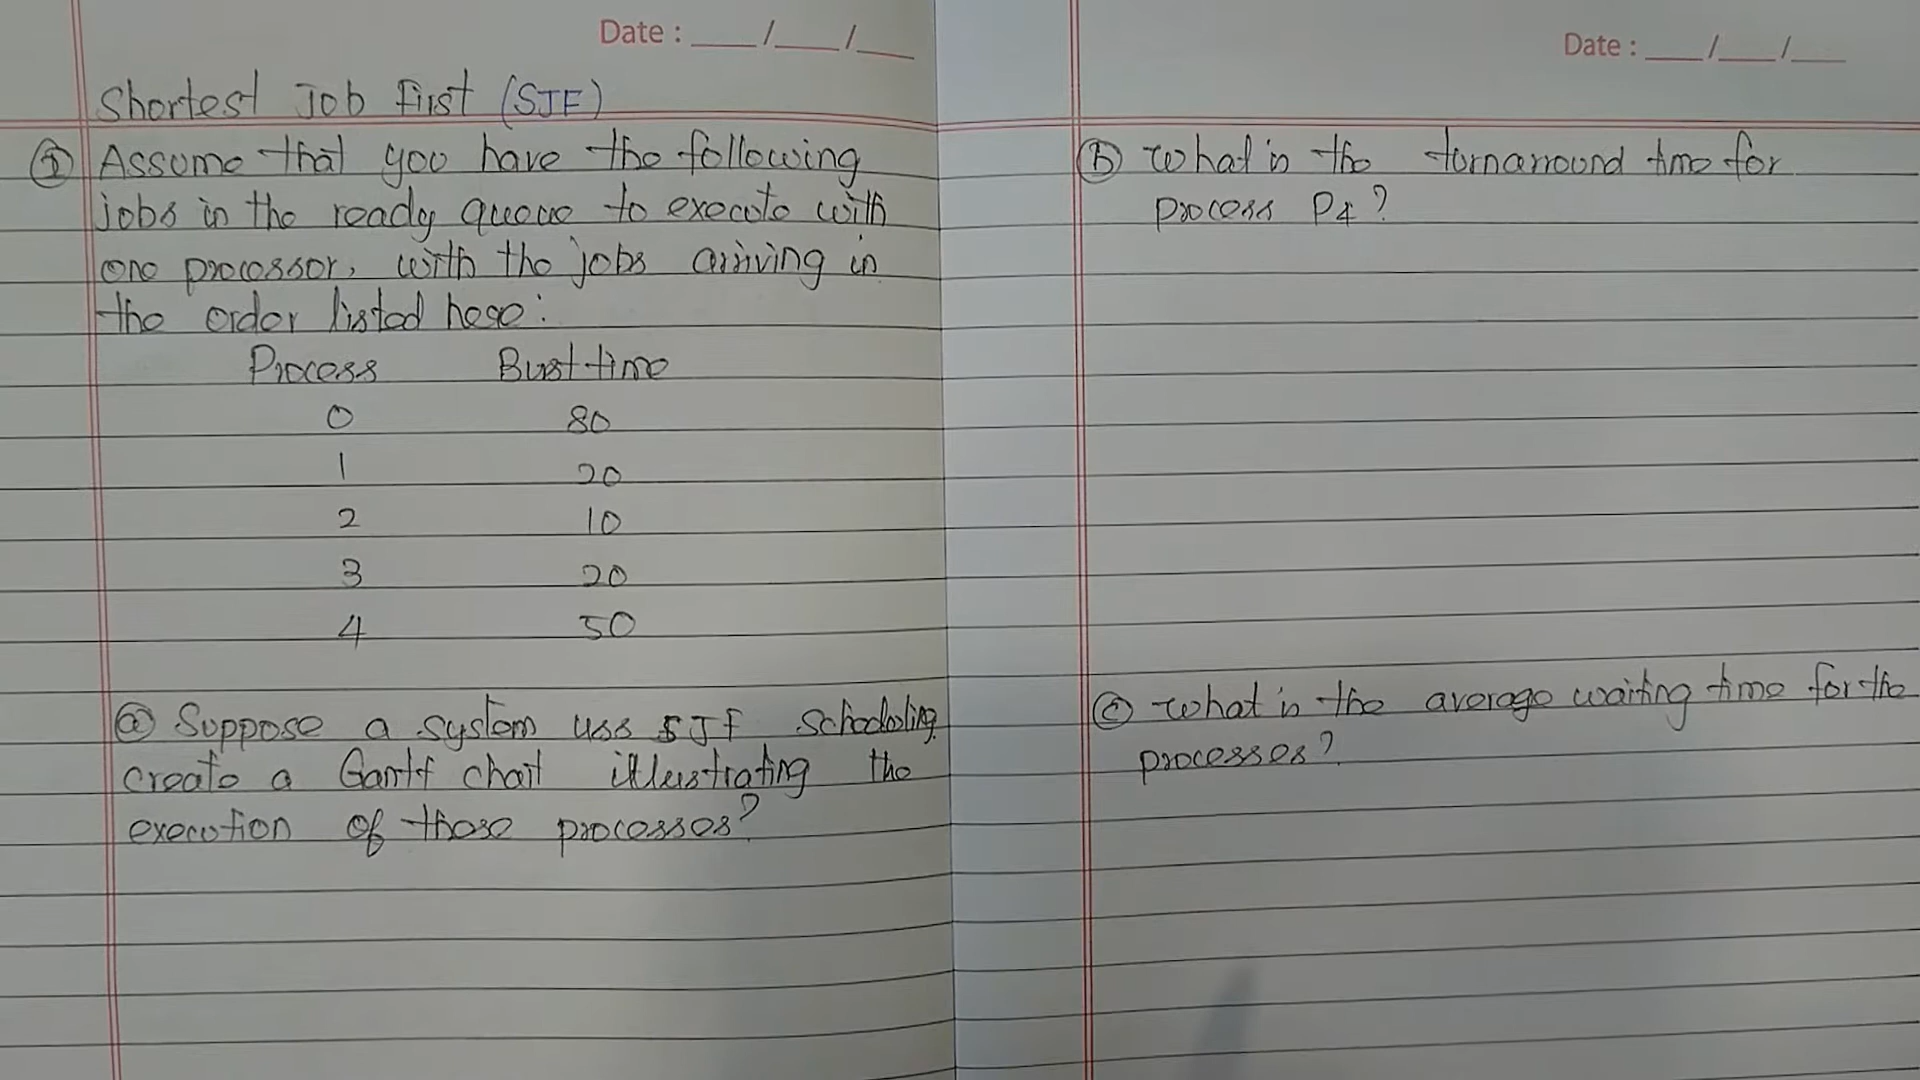 Date : ___/___/___
Shortest Job First (SJF)
① Assume that you have the following
jobs in the ready queue to execute with
one processor, with the jobs arriving in
the order listed here:
Process Burst time
0 80
1 20
2 10
3 20
4 50
ⓐ Suppose a system uss SJF scheduling.
create a Gantt chart illustrating the
execution of these processes?
Date : ___/___/___
ⓑ What is the turnarround time for
process P4?
ⓒ What is the average waiting time for the
processes?